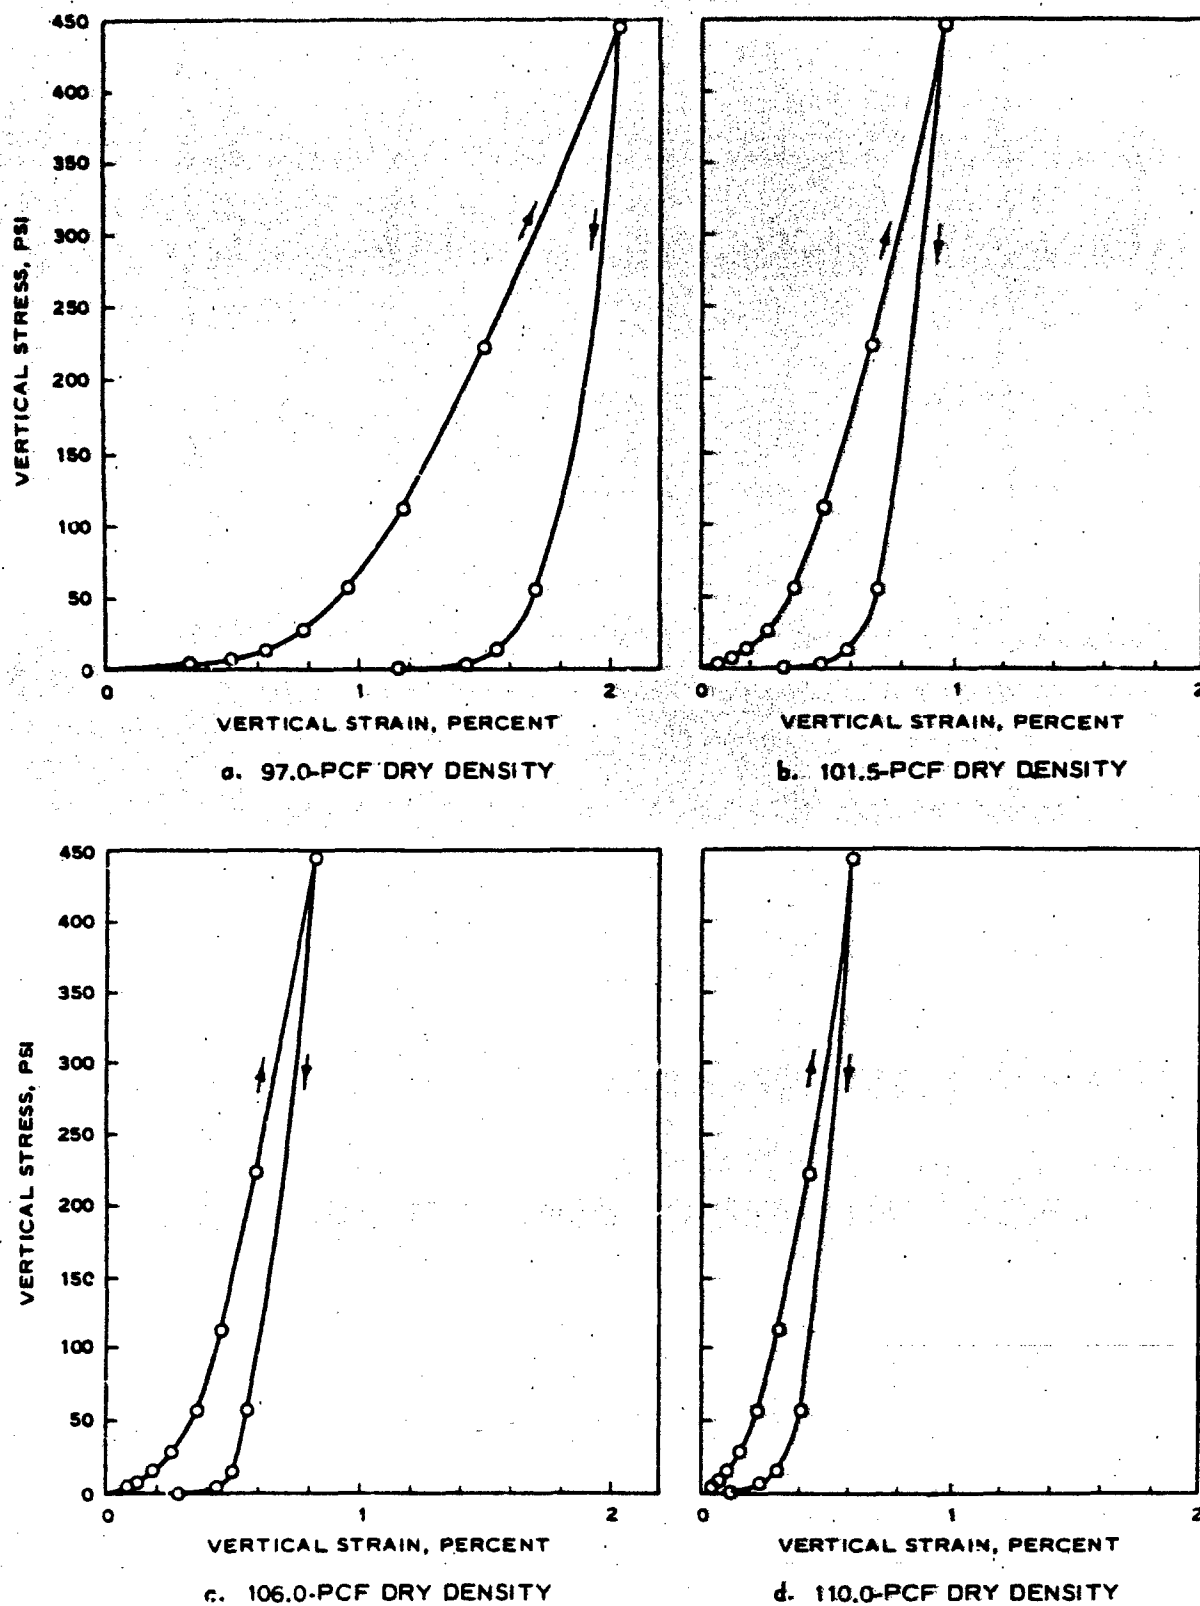 450
400
350
300
250
200
150
100
50
0
VERTICAL STRESS, PSI
0 1 2
VERTICAL STRAIN, PERCENT
a. 97.0-PCF DRY DENSITY
0 1 2
VERTICAL STRAIN, PERCENT
b. 101.5-PCF DRY DENSITY
450
400
350
300
250
200
150
100
50
0
VERTICAL STRESS, PSI
0 1 2
VERTICAL STRAIN, PERCENT
c. 106.0-PCF DRY DENSITY
0 1 2
VERTICAL STRAIN, PERCENT
d. 110.0-PCF DRY DENSITY